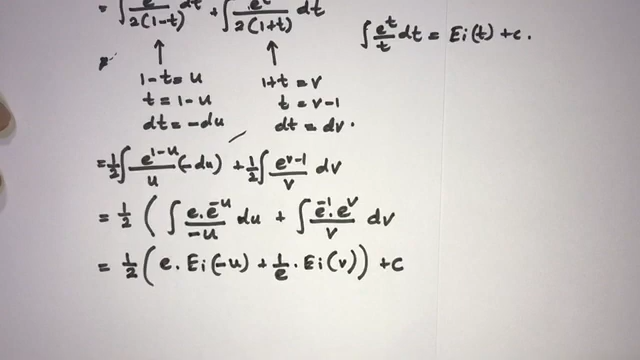 = ∫ e^t / 2(1-t) dt + ∫ e^t / 2(1+t) dt
∫ e^t / t dt = Ei(t) + c.
↑ ↑
1-t = u 1+t = v
t = 1-u t = v-1
dt = -du dt = dv.
= 1/2 ∫ e^(1-u) / u (-du) + 1/2 ∫ e^(v-1) / v dv
= 1/2 ( ∫ e.e^-u / -u du + ∫ e^-1.e^v / v dv
= 1/2 ( e. Ei(-u) + 1/e . Ei(v) ) + c